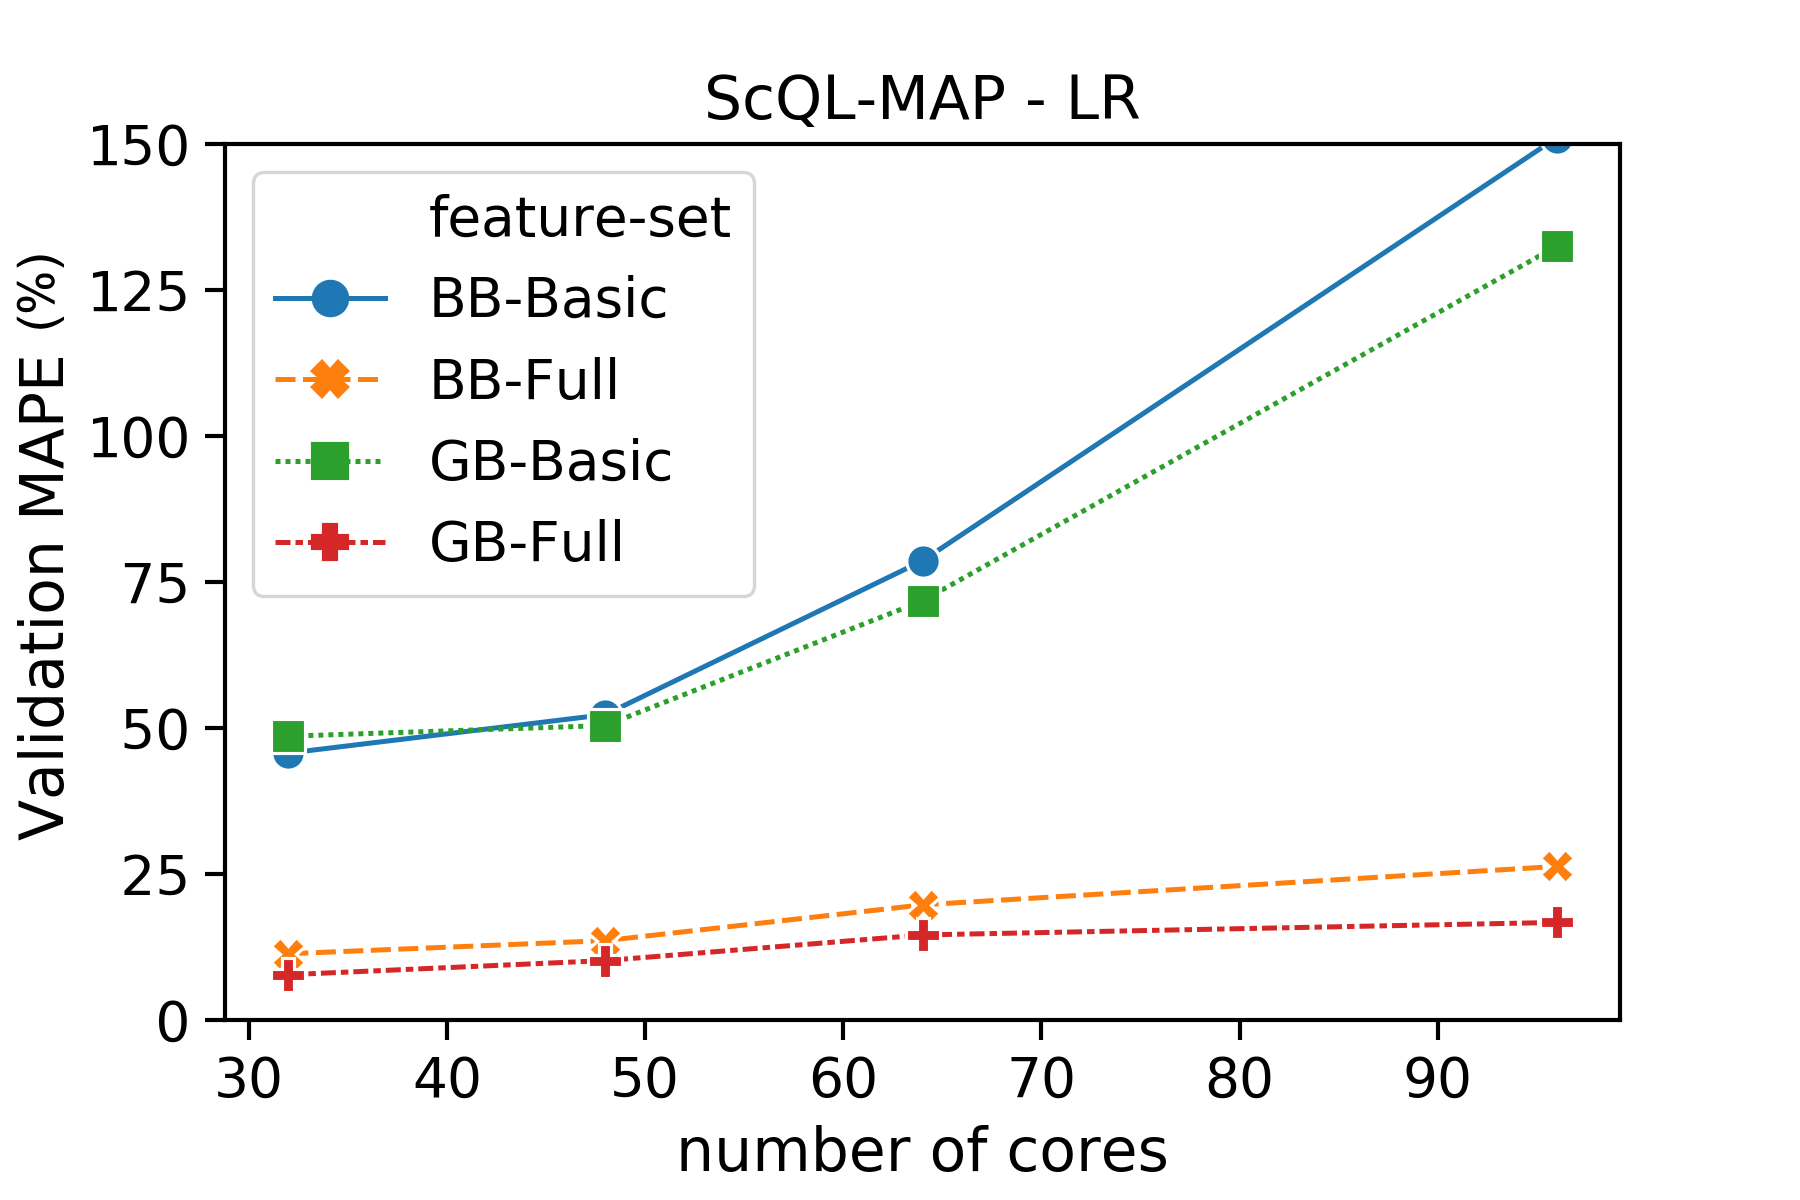 ScQL-MAP - LR
Validation MAPE (%)
150
125
100
75
50
25
0
feature-set
BB-Basic
BB-Full
GB-Basic
GB-Full
30 40 50 60 70 80 90
number of cores